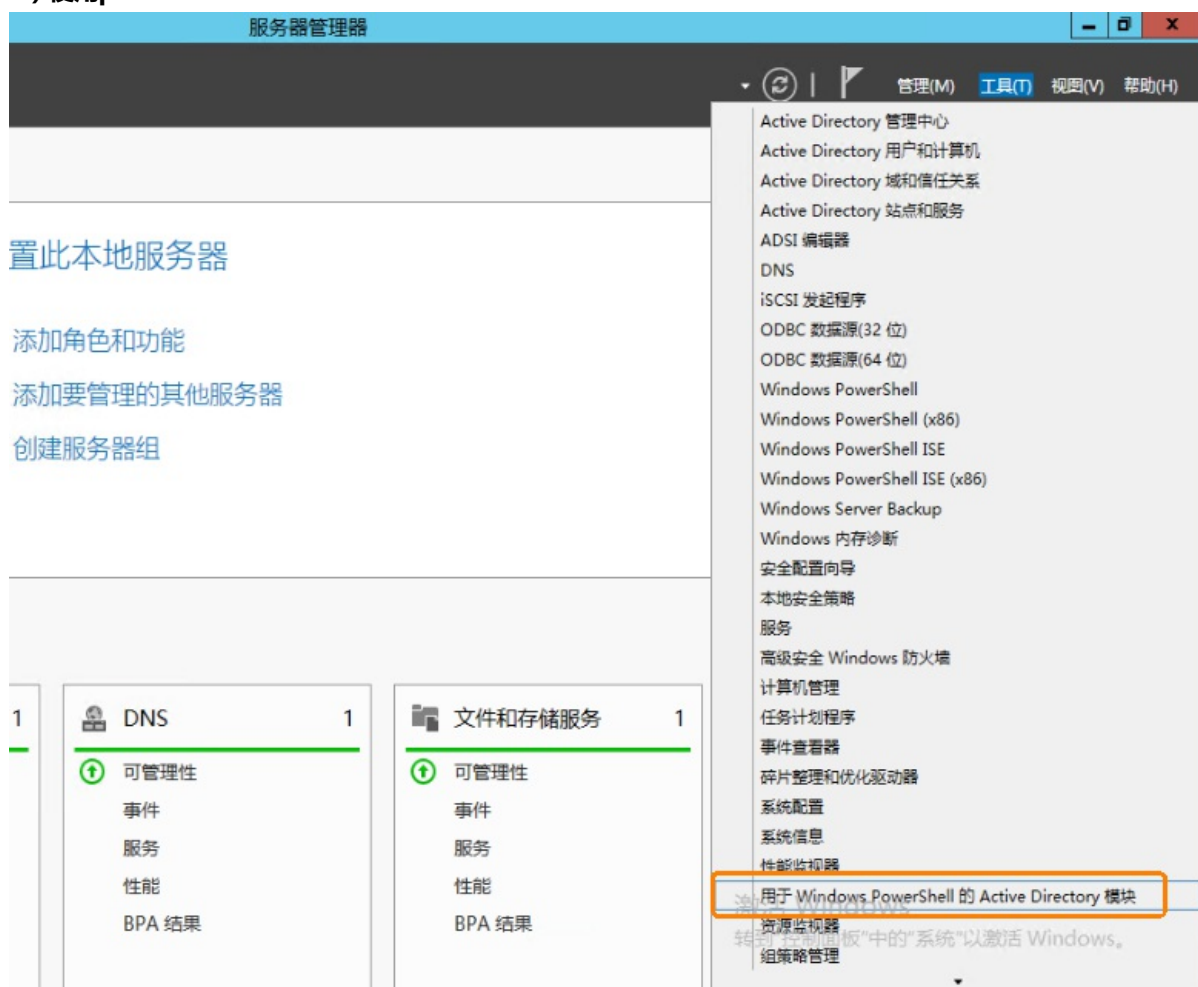 使用
服务器管理器
管理(M) 工具(T) 视图(V) 帮助(H)
Active Directory 管理中心
Active Directory 用户和计算机
Active Directory 域和信任关系
Active Directory 站点和服务
ADSI 编辑器
DNS
iSCSI 发起程序
ODBC 数据源(32 位)
ODBC 数据源(64 位)
Windows PowerShell
Windows PowerShell (x86)
Windows PowerShell ISE
Windows PowerShell ISE (x86)
Windows Server Backup
Windows 内存诊断
安全配置向导
本地安全策略
服务
高级安全 Windows 防火墙
计算机管理
任务计划程序
事件查看器
碎片整理和优化驱动器
系统配置
系统信息
性能监视器
用于 Windows PowerShell 的 Active Directory 模块
资源监视器
组策略管理
置此本地服务器
添加角色和功能
添加要管理的其他服务器
创建服务器组
1
DNS 1
可管理性
事件
服务
性能
BPA 结果
文件和存储服务 1
可管理性
事件
服务
性能
BPA 结果
激活 Windows
转到"控制面板"中的"系统"以激活 Windows。